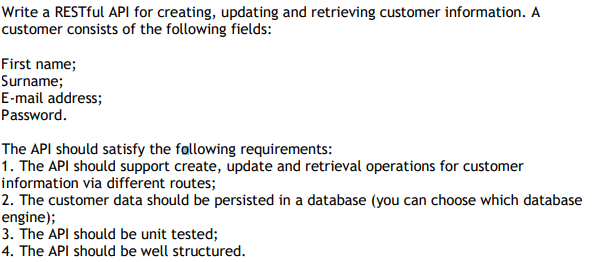 Write a RESTful API for creating, updating and retrieving customer information. A
customer consists of the following fields:
First name;
Surname;
E-mail address;
Password.
The API should satisfy the following requirements:
1. The API should support create, update and retrieval operations for customer
information via different routes;
2. The customer data should be persisted in a database (you can choose which database
engine);
3. The API should be unit tested;
4. The API should be well structured.